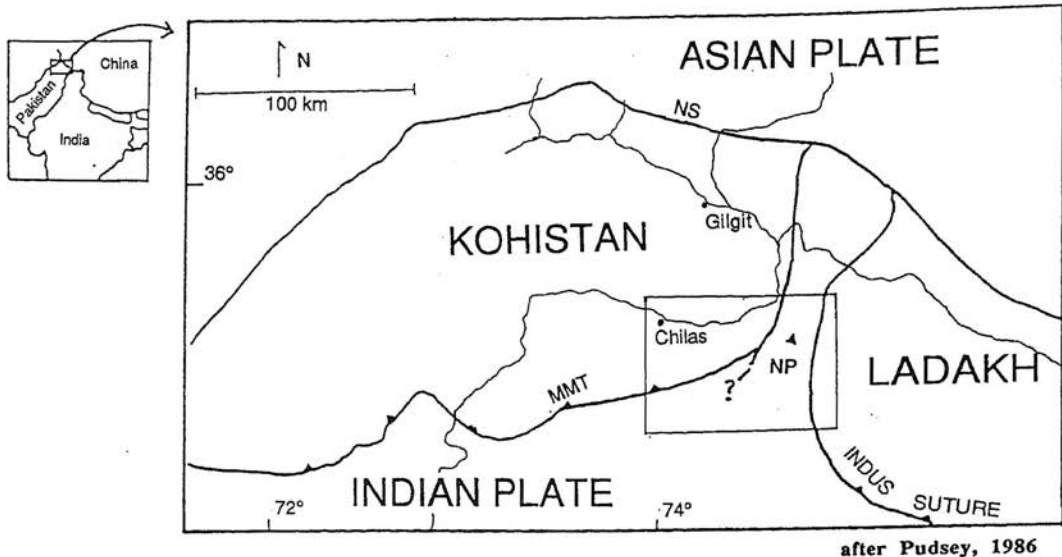 China
Pakistan
India
N
100 km
ASIAN PLATE
NS
36°
Gilgit
KOHISTAN
Chilas
NP
LADAKH
MMT
?
INDUS
SUTURE
INDIAN PLATE
72°
74°
after Pudsey, 1986